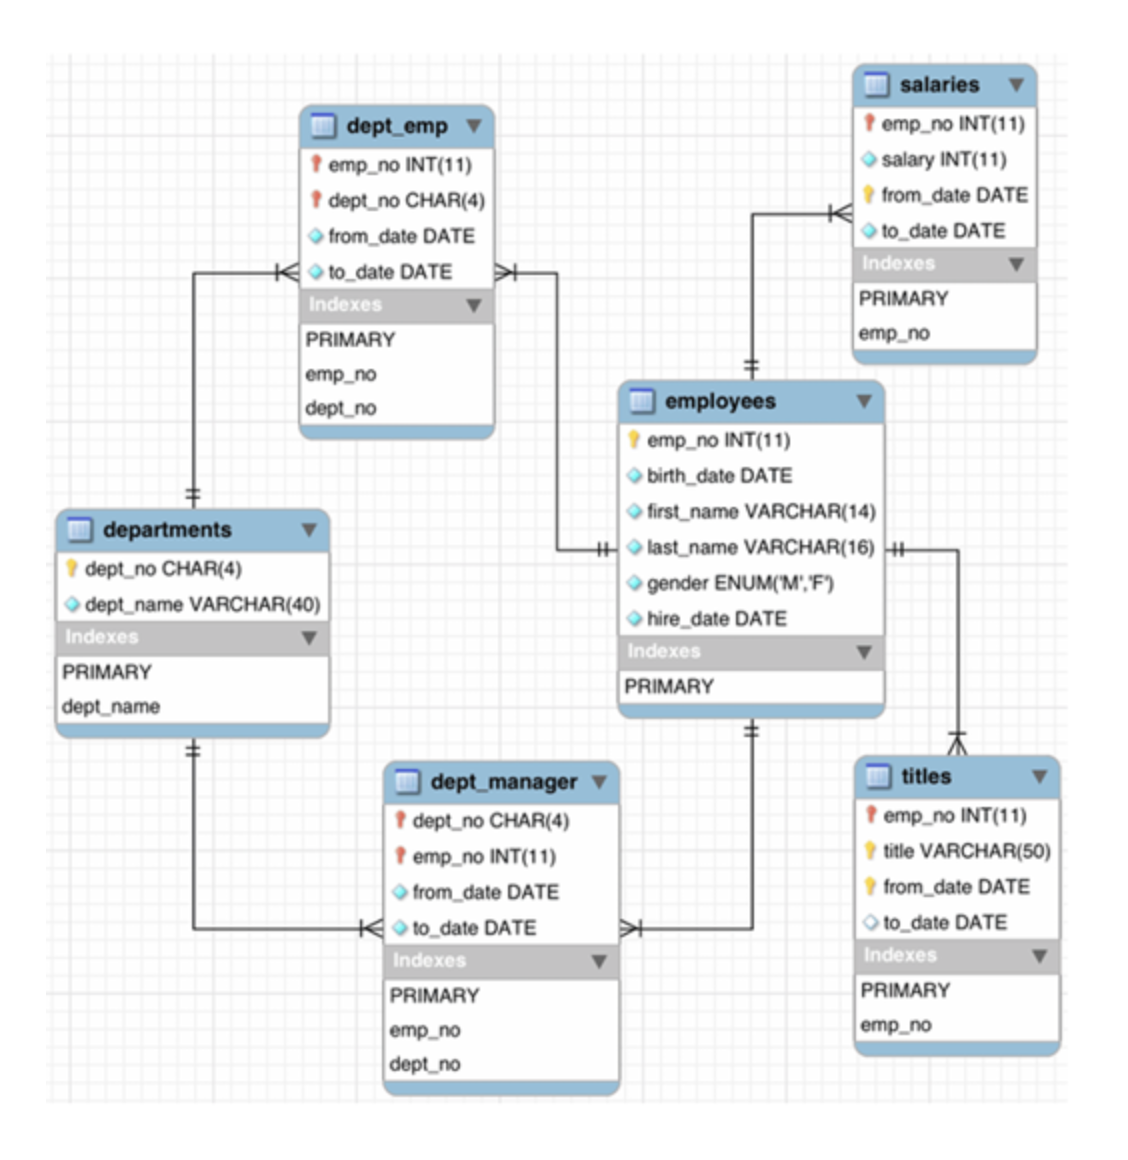 dept_emp
emp_no INT(11)
dept_no CHAR(4)
from_date DATE
to_date DATE
Indexes
PRIMARY
emp_no
dept_no
salaries
emp_no INT(11)
salary INT(11)
from_date DATE
to_date DATE
Indexes
PRIMARY
emp_no
employees
emp_no INT(11)
birth_date DATE
first_name VARCHAR(14)
last_name VARCHAR(16)
gender ENUM('M','F')
hire_date DATE
Indexes
PRIMARY
departments
dept_no CHAR(4)
dept_name VARCHAR(40)
Indexes
PRIMARY
dept_name
dept_manager
dept_no CHAR(4)
emp_no INT(11)
from_date DATE
to_date DATE
Indexes
PRIMARY
emp_no
dept_no
titles
emp_no INT(11)
title VARCHAR(50)
from_date DATE
to_date DATE
Indexes
PRIMARY
emp_no